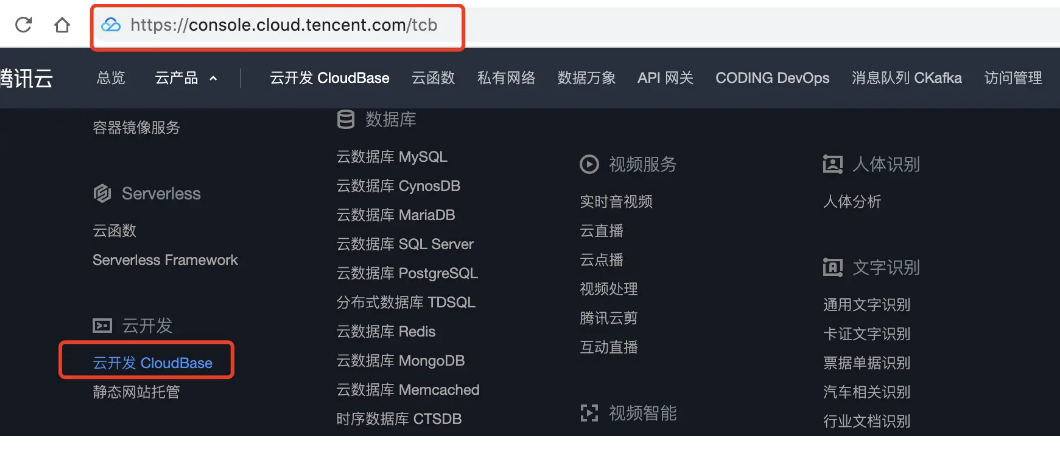 https://console.cloud.tencent.com/tcb
腾讯云 总览 云产品 云开发 CloudBase 云函数 私有网络 数据万象 API 网关 CODING DevOps 消息队列 CKafka 访问管理
容器镜像服务
Serverless
云函数
Serverless Framework
云开发
云开发 CloudBase
静态网站托管
数据库
云数据库 MySQL
云数据库 CynosDB
云数据库 MariaDB
云数据库 SQL Server
云数据库 PostgreSQL
分布式数据库 TDSQL
云数据库 Redis
云数据库 MongoDB
云数据库 Memcached
时序数据库 CTSDB
视频服务
实时音视频
云直播
云点播
视频处理
腾讯云剪
互动直播
视频智能
人体识别
人体分析
文字识别
通用文字识别
卡证文字识别
票据单据识别
汽车相关识别
行业文档识别